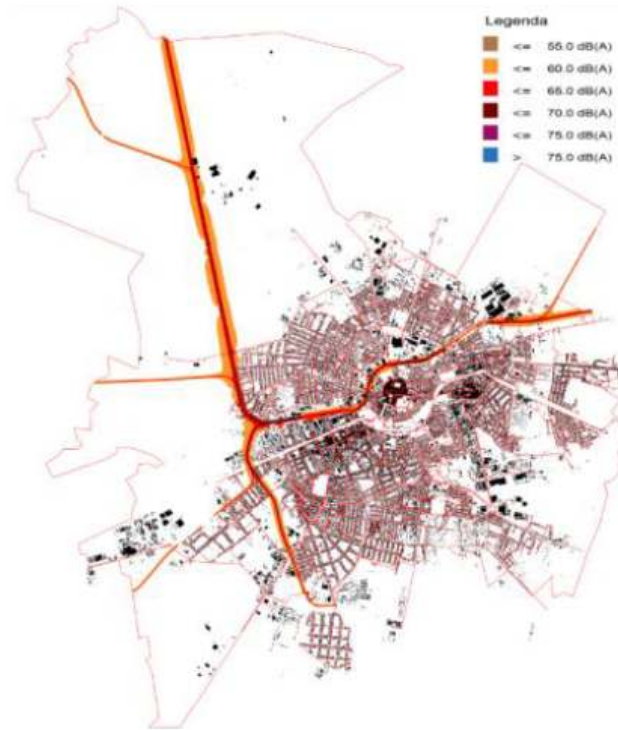 Legenda
<= 55.0 dB(A)
<= 60.0 dB(A)
<= 65.0 dB(A)
<= 70.0 dB(A)
<= 75.0 dB(A)
> 75.0 dB(A)